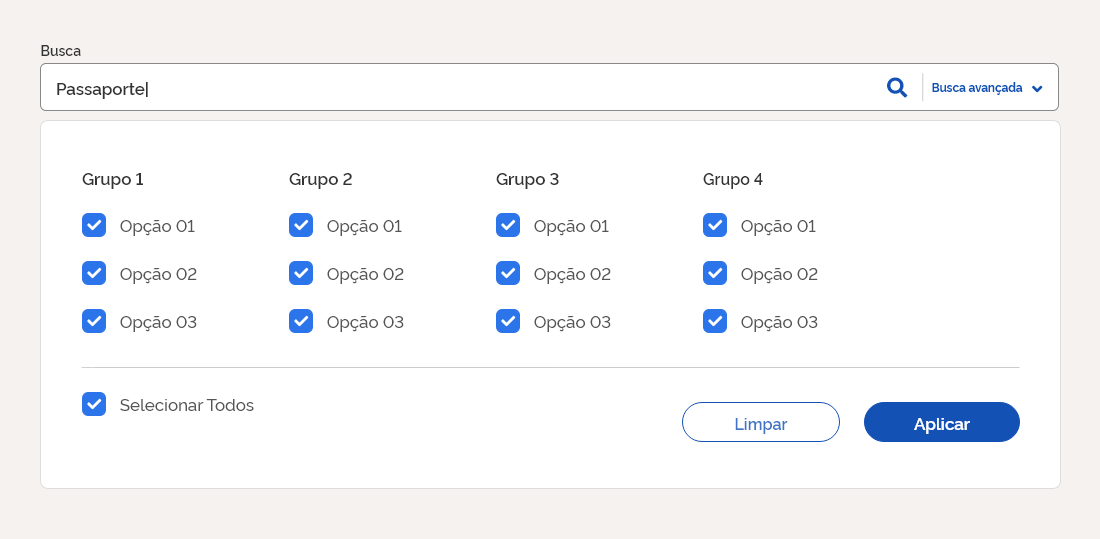 Busca
Passaporte
Busca avançada
Grupo 1 Grupo 2 Grupo 3 Grupo 4
Opção 01 Opção 01 Opção 01 Opção 01
Opção 02 Opção 02 Opção 02 Opção 02
Opção 03 Opção 03 Opção 03 Opção 03
Selecionar Todos
Limpar
Aplicar